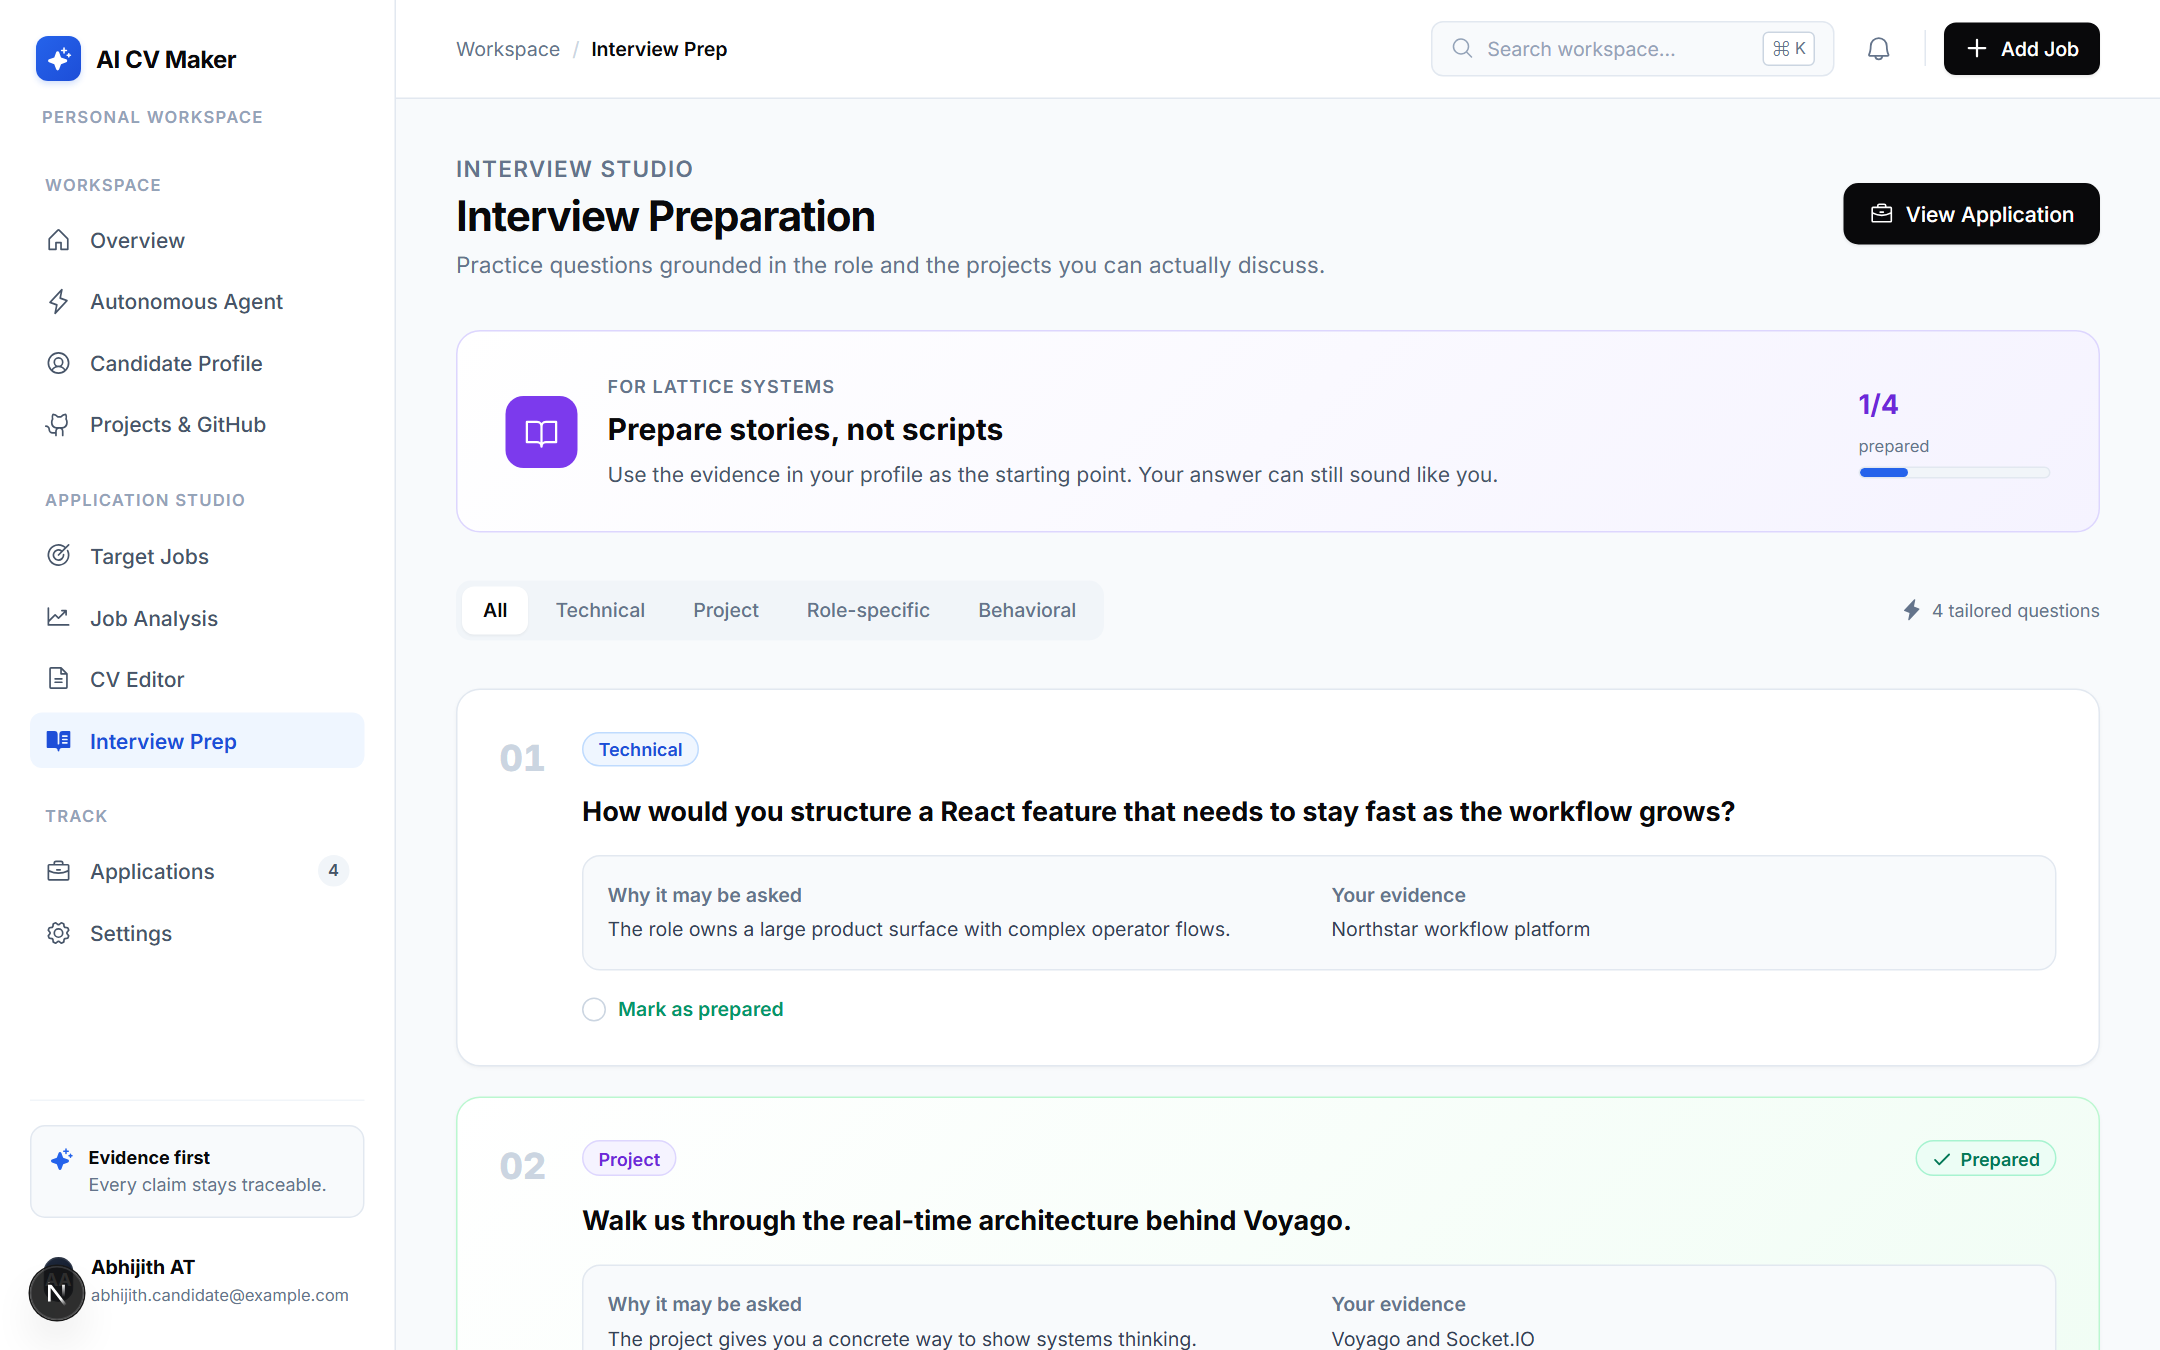 AI CV Maker
PERSONAL WORKSPACE
WORKSPACE
Overview
Autonomous Agent
Candidate Profile
Projects & GitHub
APPLICATION STUDIO
Target Jobs
Job Analysis
CV Editor
Interview Prep
TRACK
Applications 4
Settings
Evidence first
Every claim stays traceable.
N
Abhijith AT
abhijith.candidate@example.com
Workspace / Interview Prep
Search workspace... ⌘ K
Add Job
INTERVIEW STUDIO
Interview Preparation
Practice questions grounded in the role and the projects you can actually discuss.
View Application
FOR LATTICE SYSTEMS
Prepare stories, not scripts
Use the evidence in your profile as the starting point. Your answer can still sound like you.
1/4
prepared
All Technical Project Role-specific Behavioral
4 tailored questions
01
Technical
How would you structure a React feature that needs to stay fast as the workflow grows?
Why it may be asked
The role owns a large product surface with complex operator flows.
Your evidence
Northstar workflow platform
Mark as prepared
02
Project
Prepared
Walk us through the real-time architecture behind Voyago.
Why it may be asked
The project gives you a concrete way to show systems thinking.
Your evidence
Voyago and Socket.IO